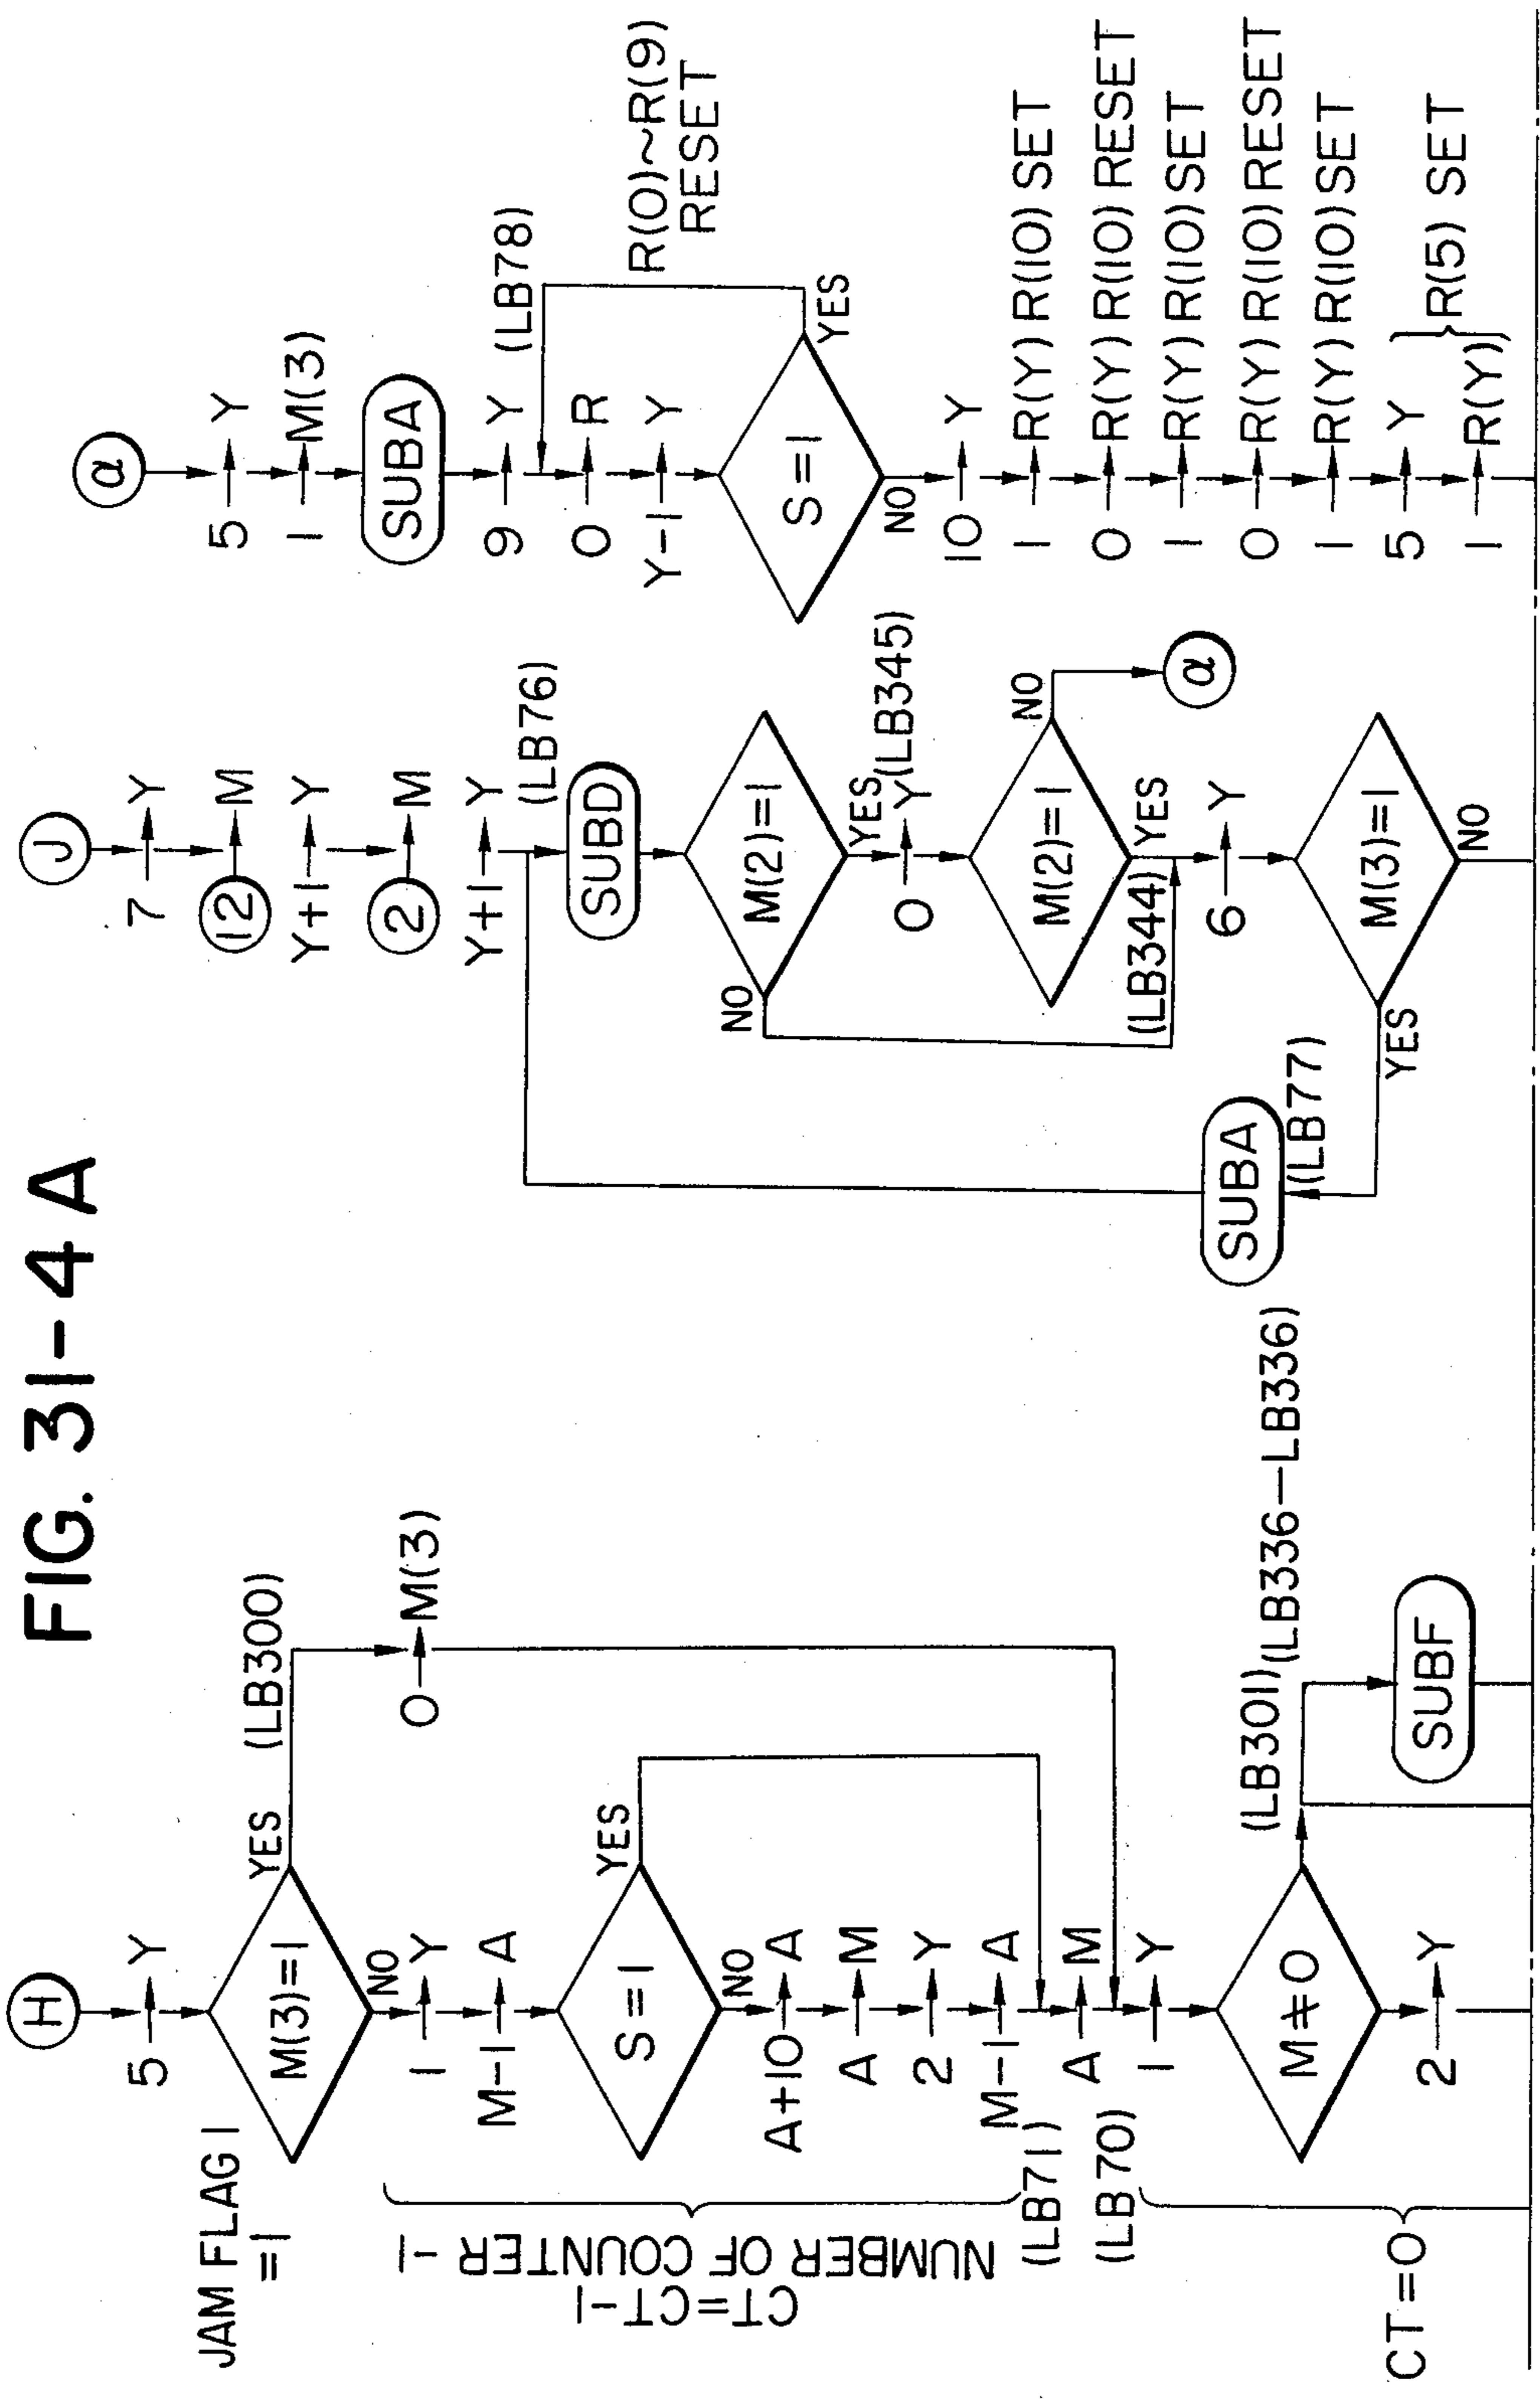 FIG. 31-4 A
H
5→Y
JAM FLAG 1
=1
M(3)=1
YES
(LB300)
0→M(3)
NO
1→Y
M-1→A
S=1
YES
NO
A+10→A
A→M
2→Y
M-1→A
(LB71)
A→M
(LB70)
1→Y
CT=CT-1
NUMBER OF COUNTER -1
M≠0
(LB301)
(LB336-LB336)
SUBF
CT=0
2→Y
J
7→Y
12→M
Y+1→Y
2→M
Y+1→Y
(LB76)
SUBD
M(2)=1
NO
YES
(LB345)
0→Y
M(2)=1
NO
α
YES
(LB344)
6→Y
M(3)=1
YES
NO
(LB77)
SUBA
α
5→Y
1→M(3)
SUBA
9→Y
(LB78)
0→R
Y-1→Y
R(0)~R(9)
RESET
S=1
YES
NO
10→Y
1→R(Y) R(10) SET
0→R(Y) R(10) RESET
1→R(Y) R(10) SET
0→R(Y) R(10) RESET
1→R(Y) R(10) SET
5→Y
1→R(Y)
R(5) SET